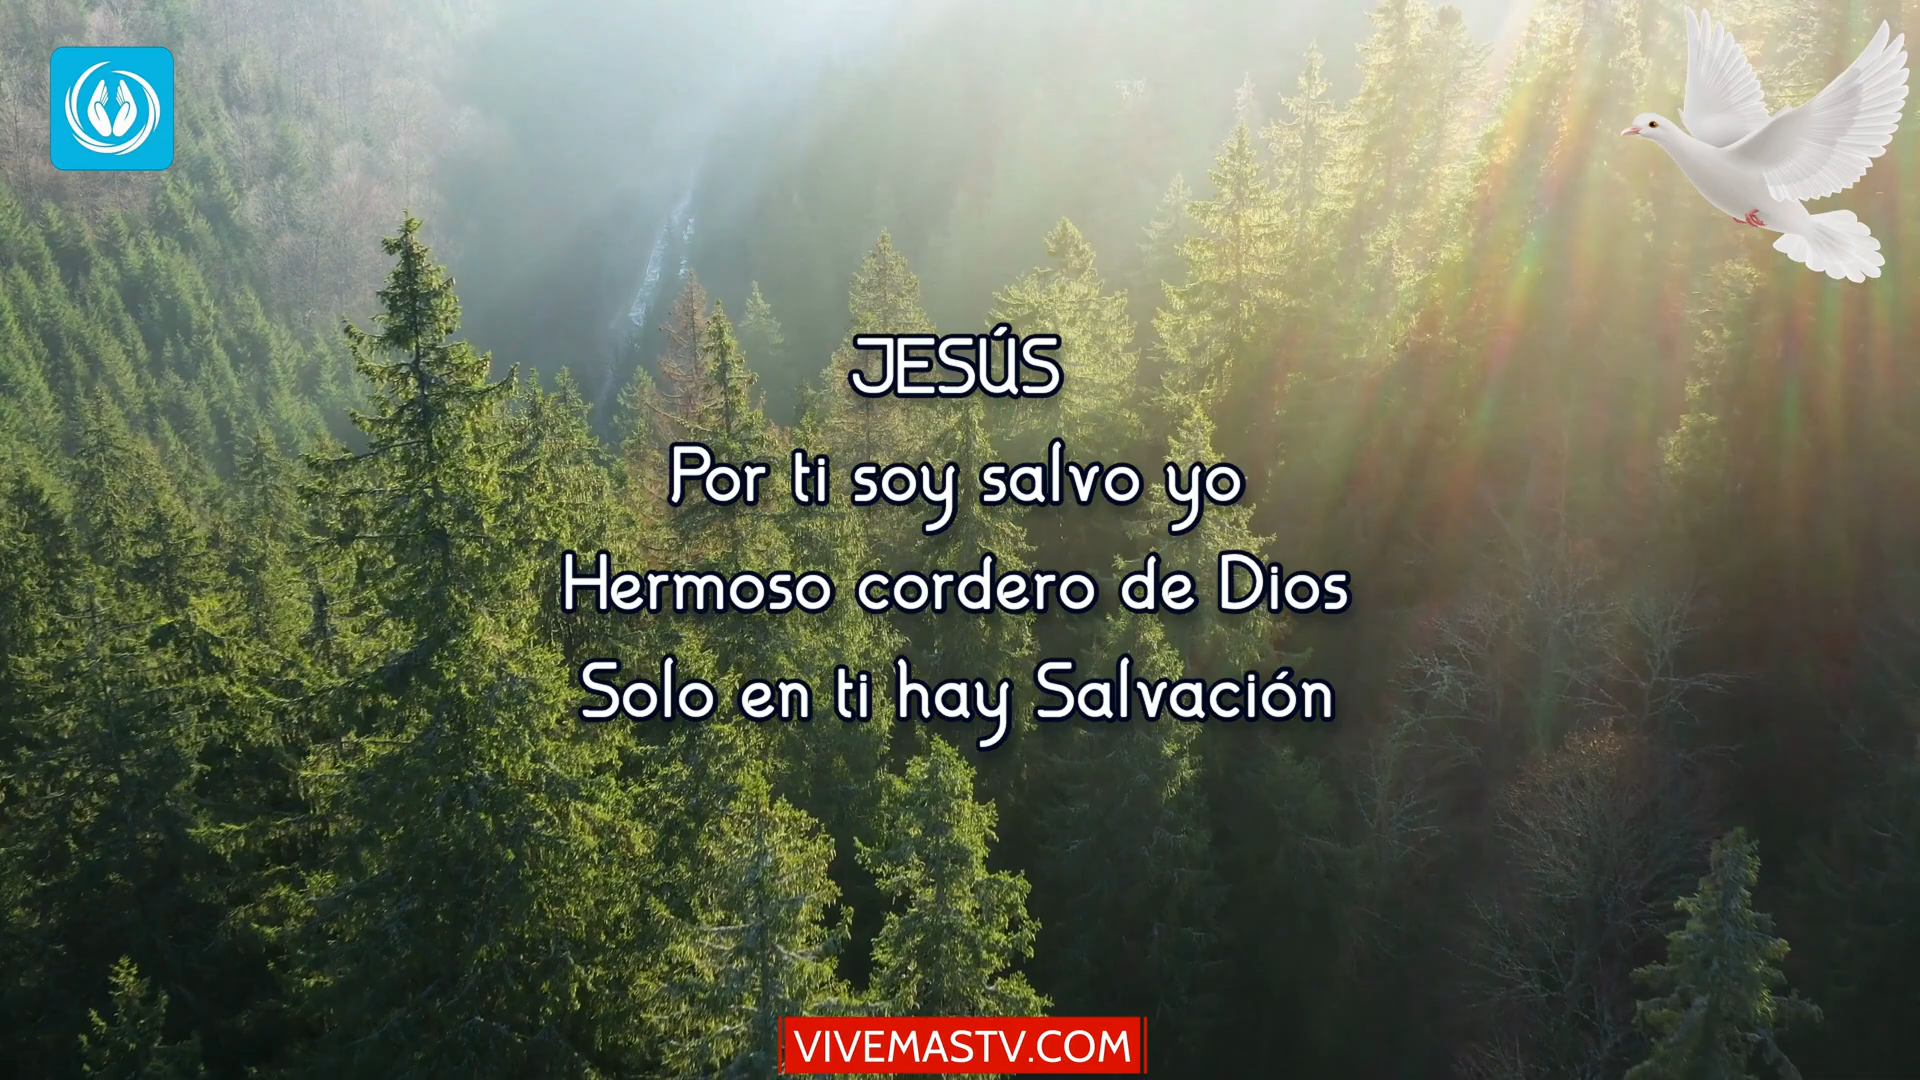 JESÚS
Por ti soy salvo yo
Hermoso cordero de Dios
Solo en ti hay Salvación
VIVEMASTV.COM